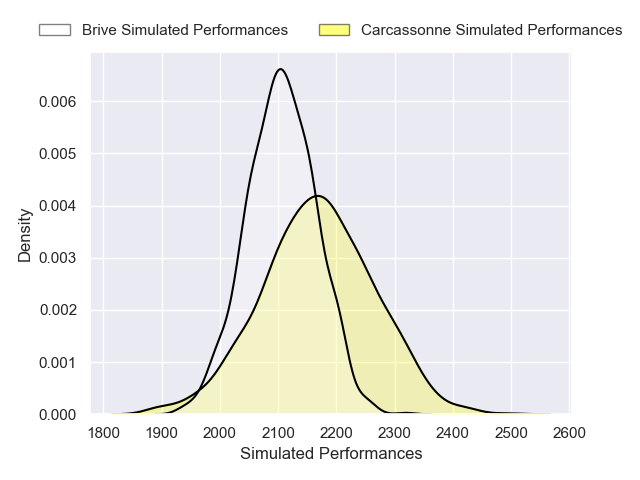 Brive Simulated Performances
Carcassonne Simulated Performances
Density
0.006
0.005
0.004
0.003
0.002
0.001
0.000
1800 1900 2000 2100 2200 2300 2400 2500 2600
Simulated Performances